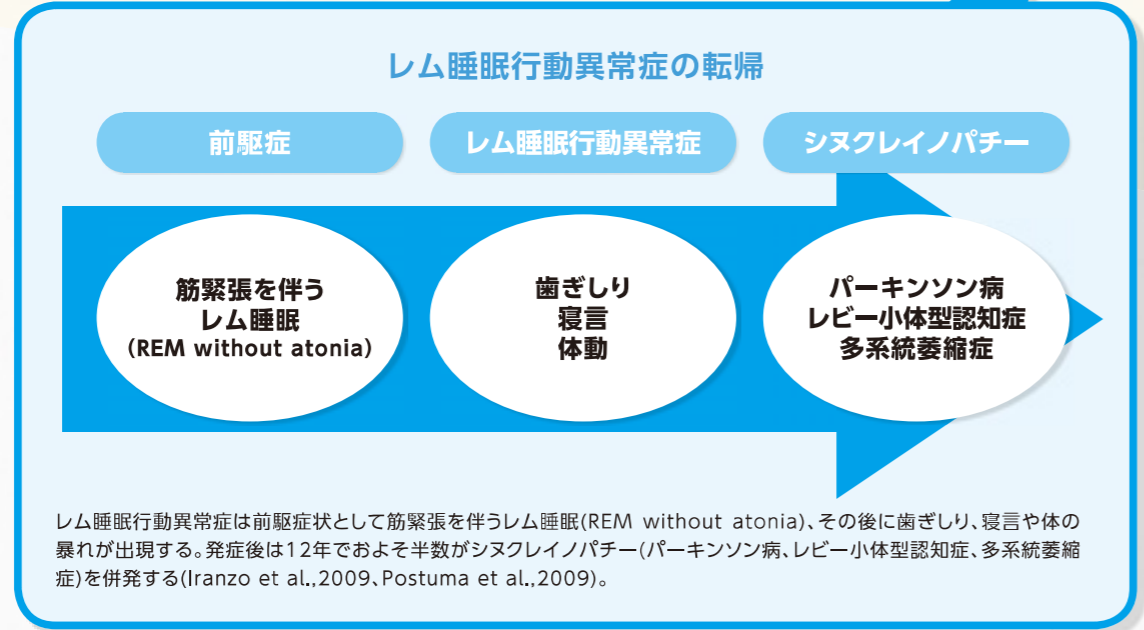 レム睡眠行動異常症の転帰
前駆症
レム睡眠行動異常症
シヌクレイノパチー
筋緊張を伴う
レム睡眠
(REM without atonia)
歯ぎしり
寝言
体動
パーキンソン病
レビー小体型認知症
多系統萎縮症
レム睡眠行動異常症は前駆症状として筋緊張を伴うレム睡眠(REM without atonia)、その後に歯ぎしり、寝言や体の
暴れが出現する。発症後は12年でおよそ半数がシヌクレイノパチー(パーキンソン病、レビー小体型認知症、多系統萎縮
症)を併発する(Iranzo et al.,2009、Postuma et al.,2009)。